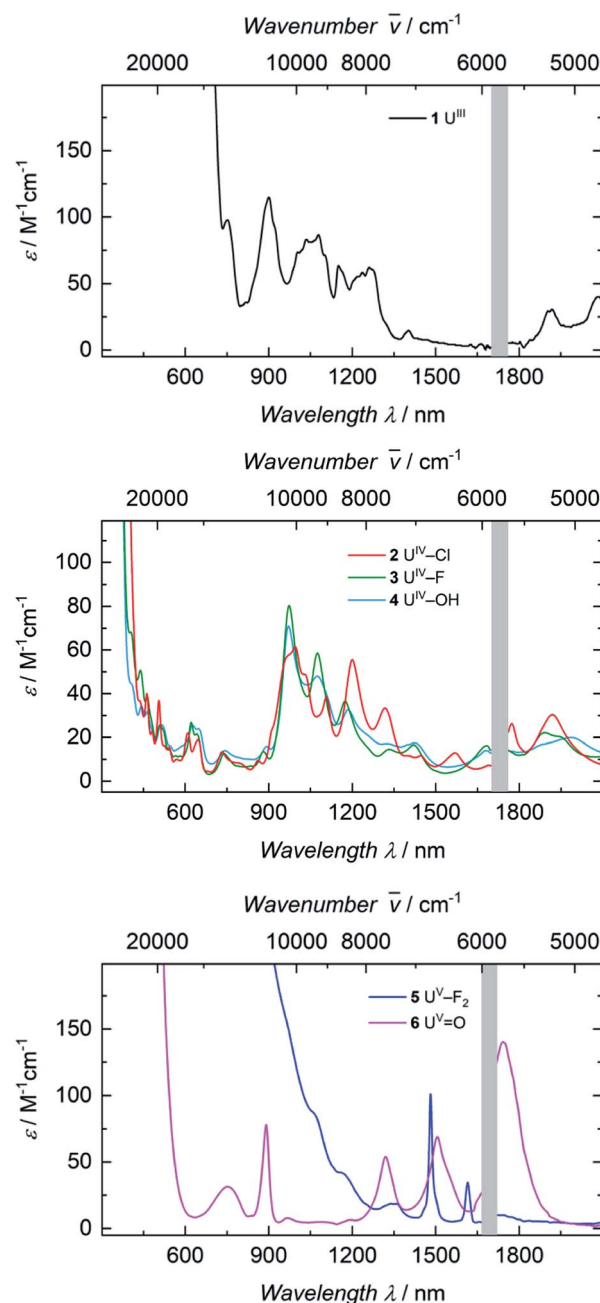 Wavenumber ν̄ / cm⁻¹
20000 10000 8000 6000 5000
ε / M⁻¹cm⁻¹
150
100
50
0
1 Uᴵᴵᴵ
600 900 1200 1500 1800
Wavelength λ / nm
Wavenumber ν̄ / cm⁻¹
20000 10000 8000 6000 5000
ε / M⁻¹cm⁻¹
100
80
60
40
20
0
2 Uᴵⱽ–Cl
3 Uᴵⱽ–F
4 Uᴵⱽ–OH
600 900 1200 1500 1800
Wavelength λ / nm
Wavenumber ν̄ / cm⁻¹
20000 10000 8000 6000 5000
ε / M⁻¹cm⁻¹
150
100
50
0
5 Uⱽ–F₂
6 Uⱽ=O
600 900 1200 1500 1800
Wavelength λ / nm